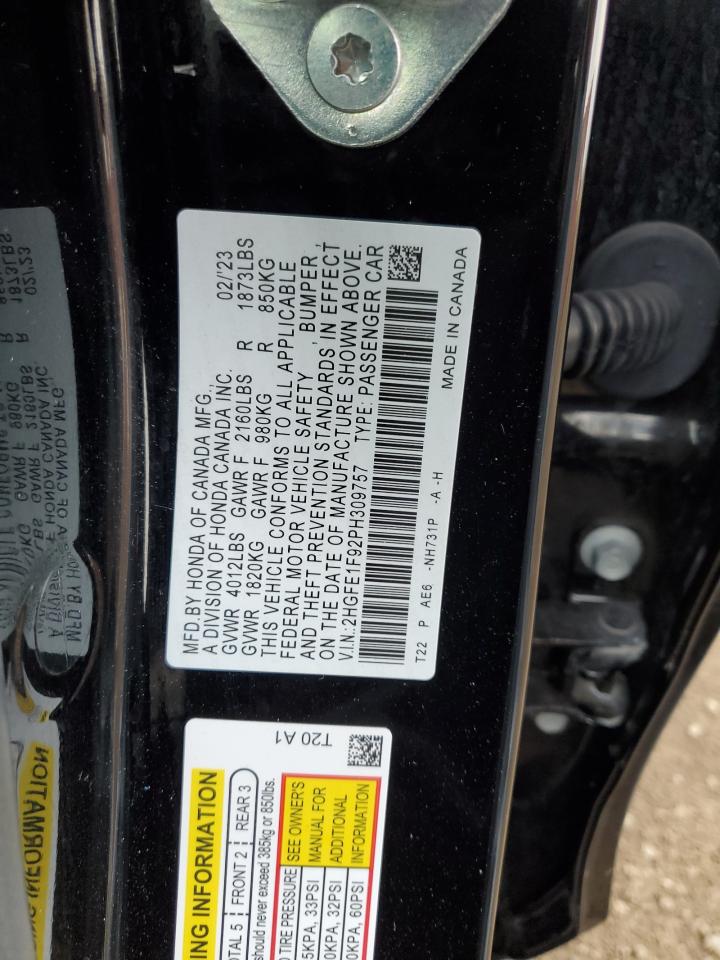 MFD.BY HONDA OF CANADA MFG.,
A DIVISION OF HONDA CANADA INC. 02/'23
GVWR 4012LBS GAWR F 2160LBS R 1873LBS
GVWR 1820KG GAWR F 980KG R 850KG
THIS VEHICLE CONFORMS TO ALL APPLICABLE
FEDERAL MOTOR VEHICLE SAFETY, BUMPER,
AND THEFT PREVENTION STANDARDS IN EFFECT
ON THE DATE OF MANUFACTURE SHOWN ABOVE.
V.I.N.:2HGFE1F92PH309757 TYPE: PASSENGER CAR
T22 P AE6 -NH731P -A -H
MADE IN CANADA
T20 A1
ING INFORMATION
OTAL 5 FRONT 2 REAR 3
should never exceed 385kg or 850lbs.
D TIRE PRESSURE SEE OWNER'S
5KPA, 33PSI MANUAL FOR
0KPA, 32PSI ADDITIONAL
0KPA, 60PSI INFORMATION